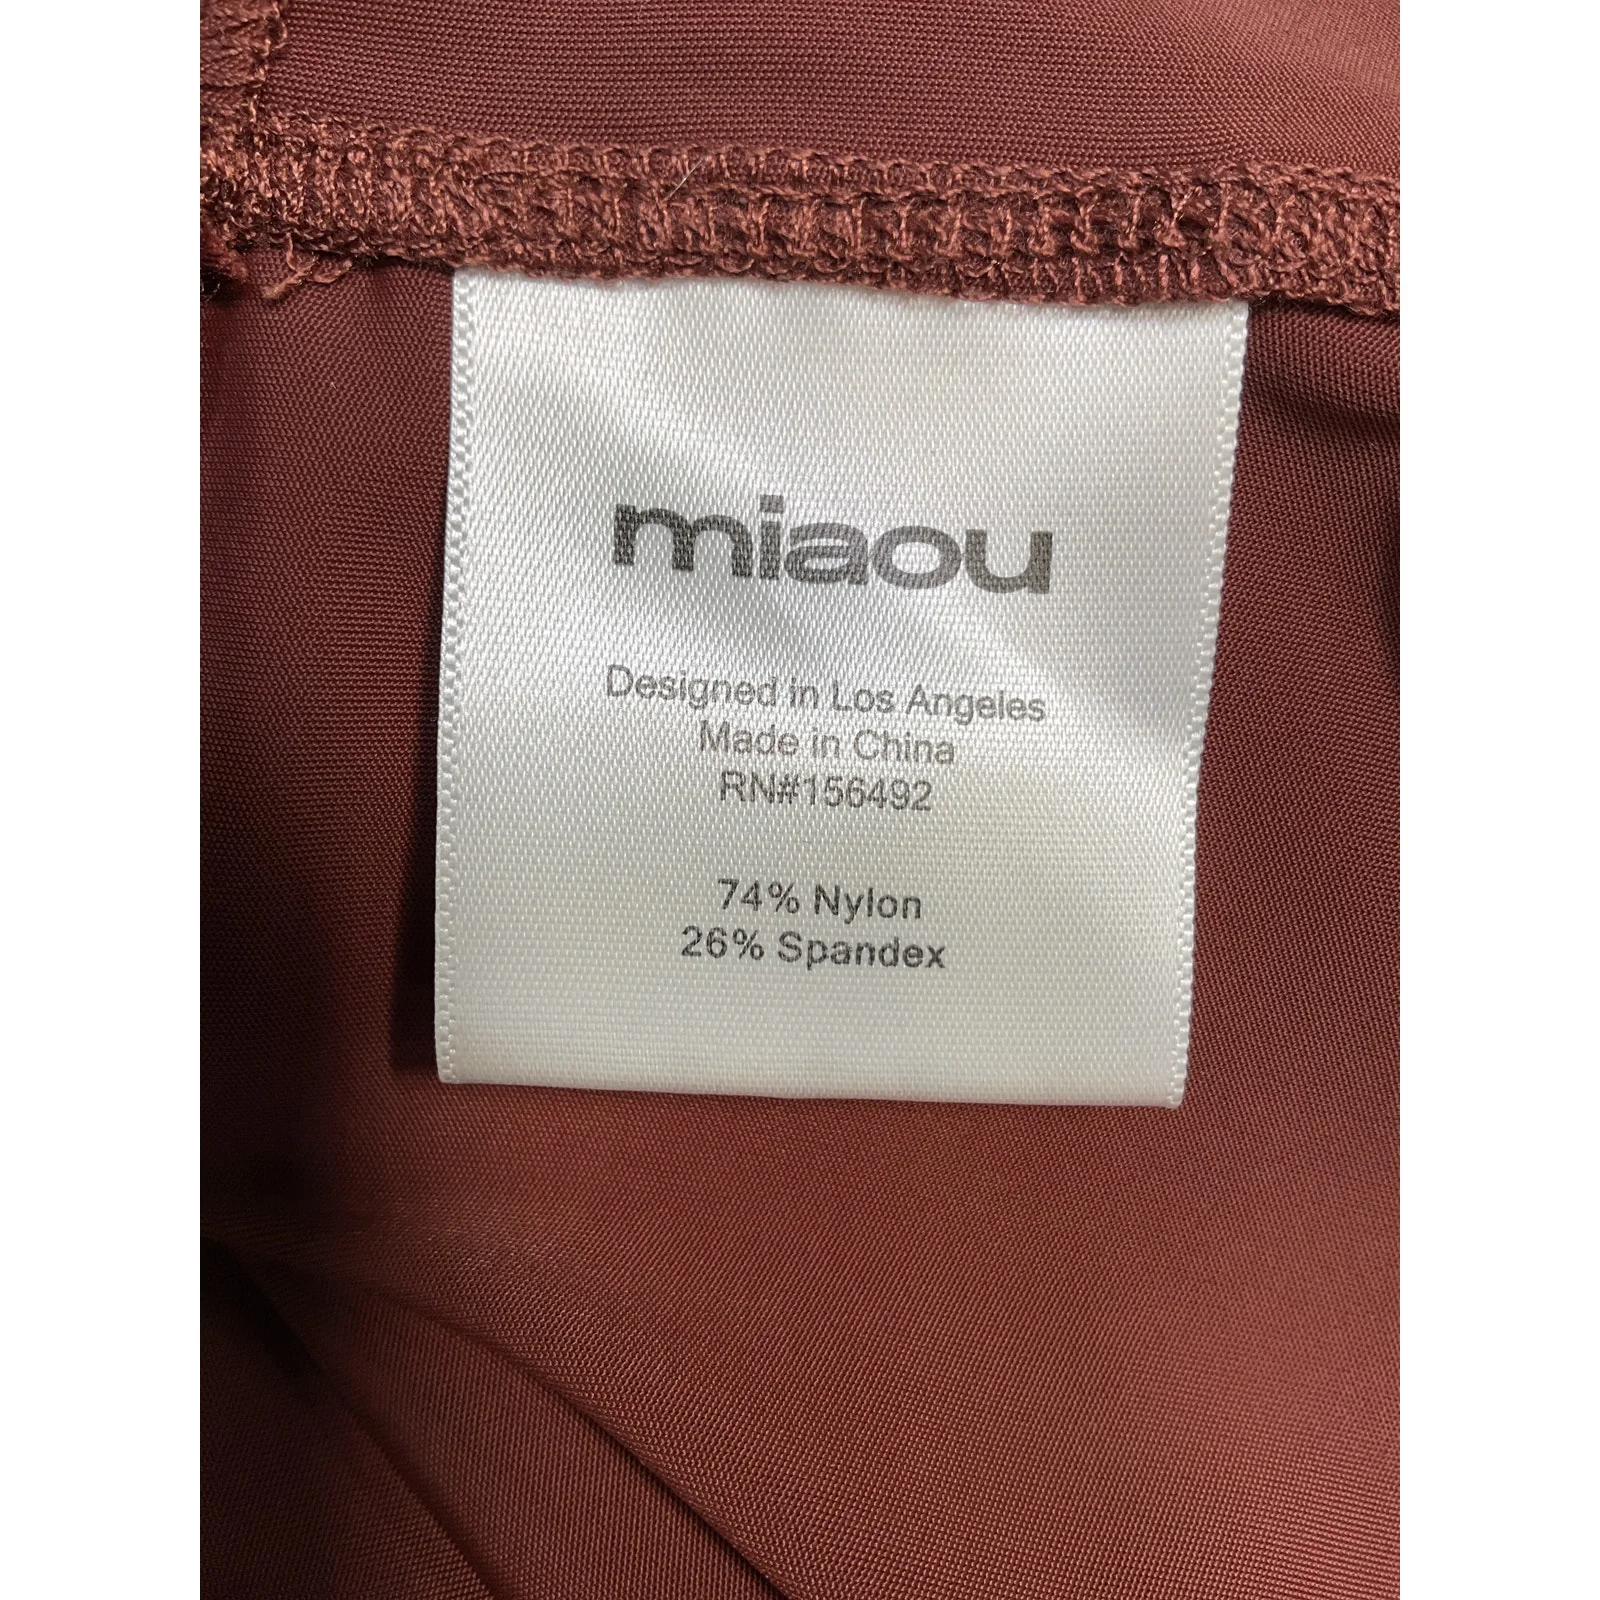 miaou
Designed in Los Angeles
Made in China
RN#156492
74% Nylon
26% Spandex